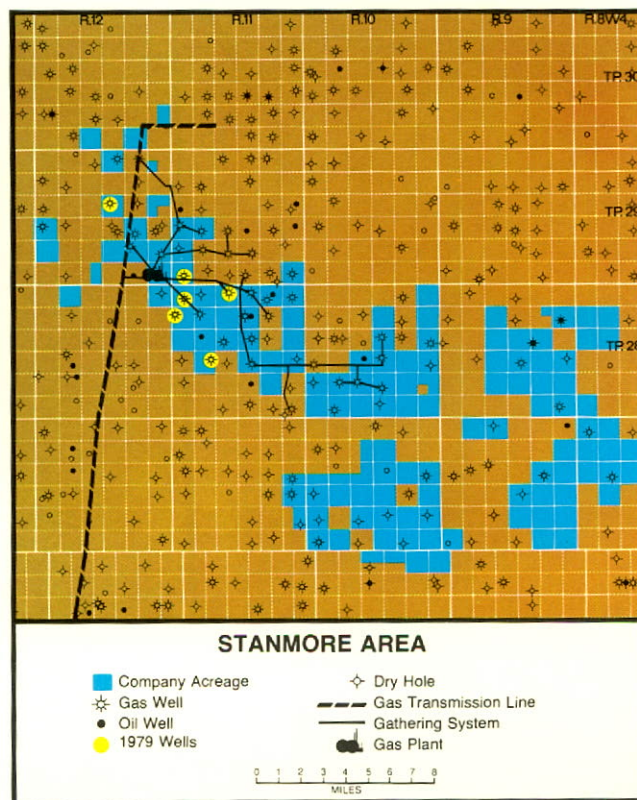 R.12 R.11 R.10 R.9 R.8W4
TP. 30
TP. 29
TP. 28
STANMORE AREA
Company Acreage
Gas Well
Oil Well
1979 Wells
Dry Hole
Gas Transmission Line
Gathering System
Gas Plant
0 1 2 3 4 5 6 7 8
MILES